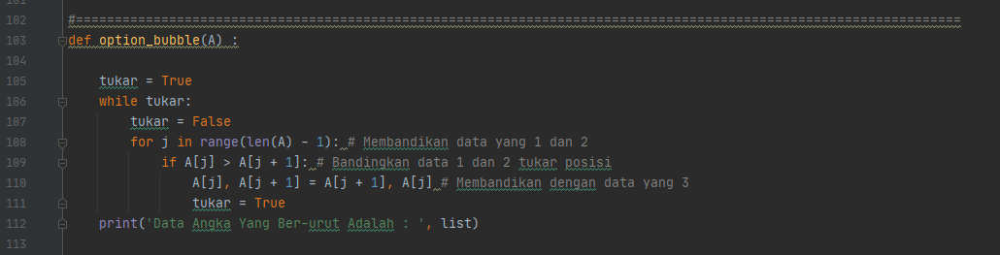 101
102 #==================================================================================================================
103 def option_bubble(A) :
104
105 tukar = True
106 while tukar:
107 tukar = False
108 for j in range(len(A) - 1): # Membandikan data yang 1 dan 2
109 if A[j] > A[j + 1]: # Bandingkan data 1 dan 2 tukar posisi
110 A[j], A[j + 1] = A[j + 1], A[j] # Membandikan dengan data yang 3
111 tukar = True
112 print('Data Angka Yang Ber-urut Adalah : ', list)
113